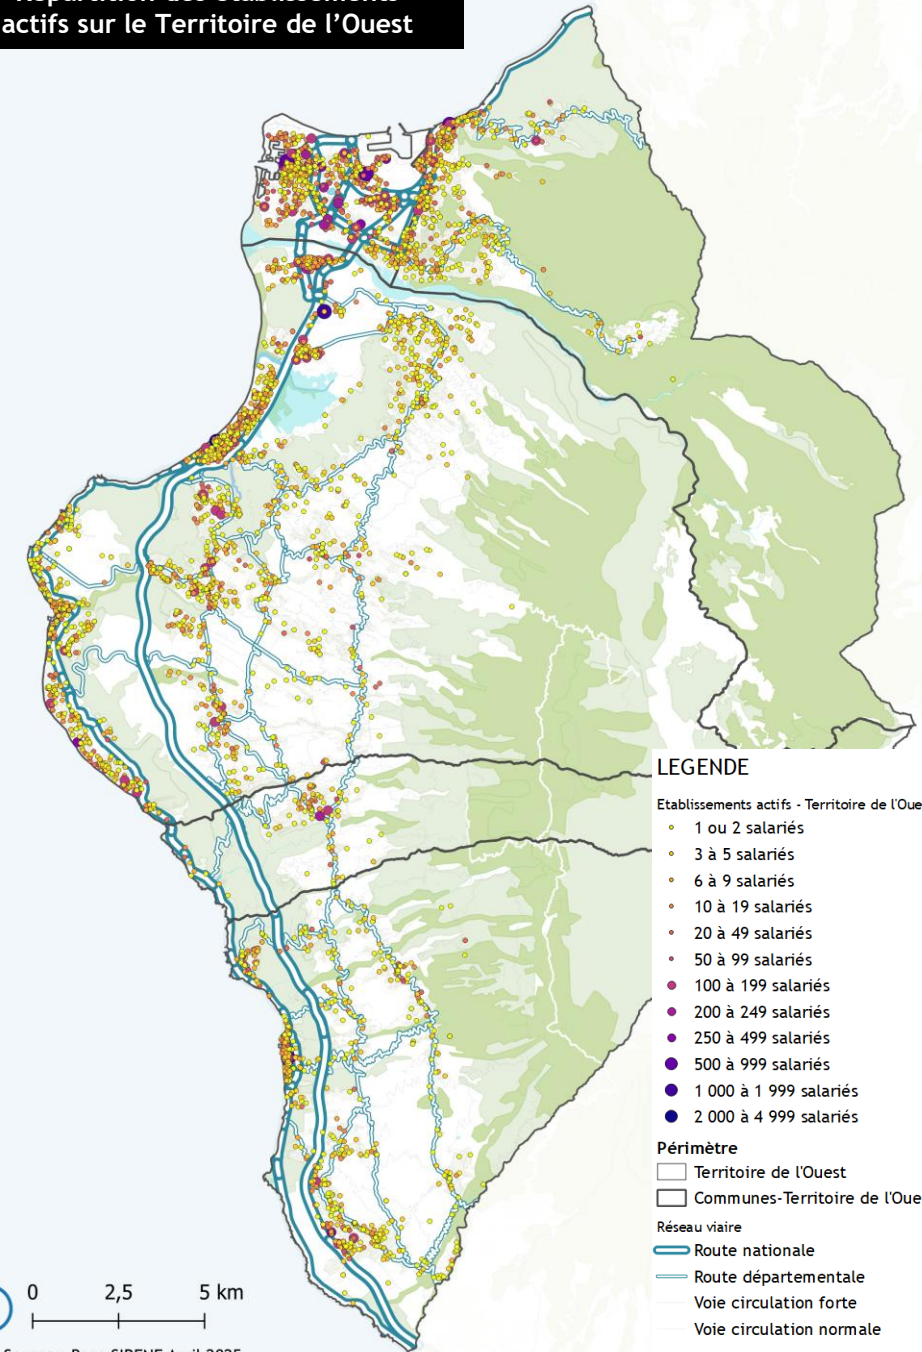 Répartition des établissements
actifs sur le Territoire de l’Ouest
LEGENDE
Etablissements actifs - Territoire de l'Oue
1 ou 2 salariés
3 à 5 salariés
6 à 9 salariés
10 à 19 salariés
20 à 49 salariés
50 à 99 salariés
100 à 199 salariés
200 à 249 salariés
250 à 499 salariés
500 à 999 salariés
1 000 à 1 999 salariés
2 000 à 4 999 salariés
Périmètre
Territoire de l'Ouest
Communes-Territoire de l'Oue
Réseau viaire
Route nationale
Route départementale
Voie circulation forte
Voie circulation normale
0 2,5 5 km